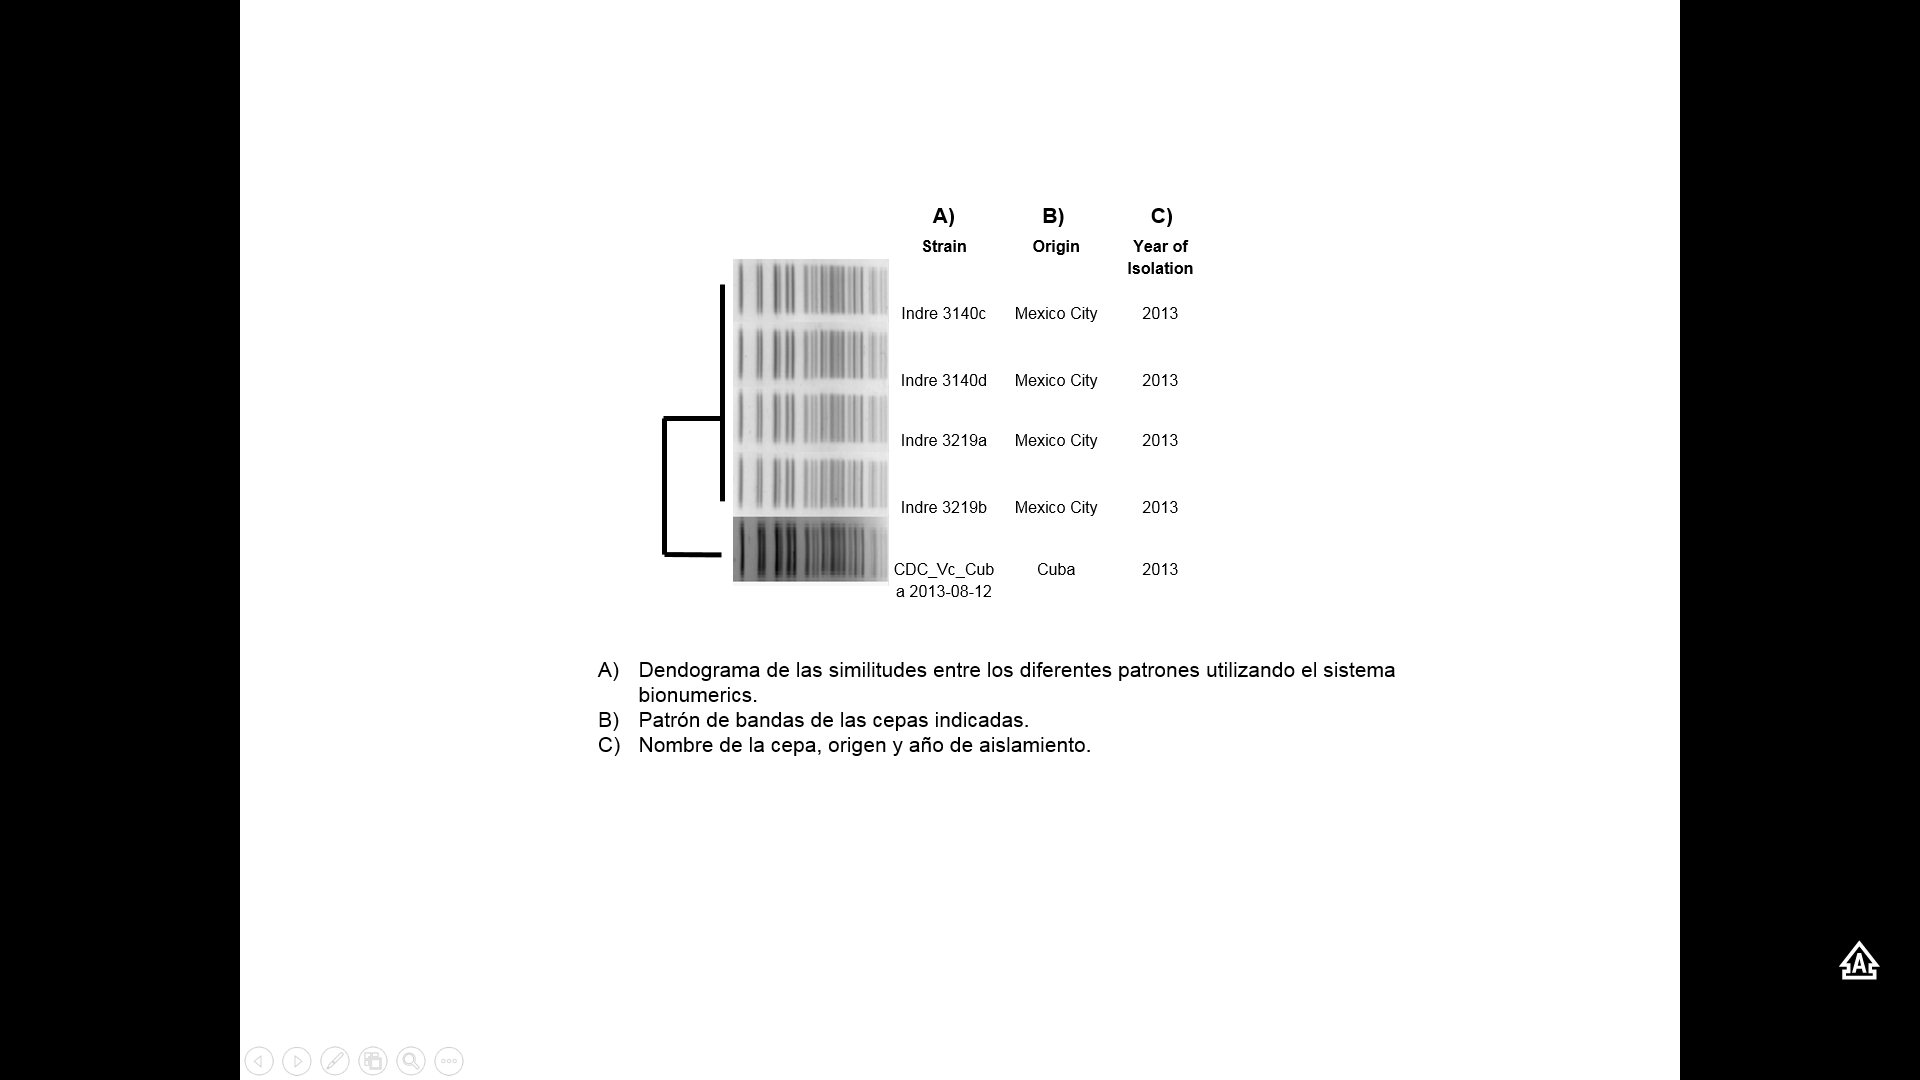 A) B) C)
Strain Origin Year of
Isolation
Indre 3140c Mexico City 2013
Indre 3140d Mexico City 2013
Indre 3219a Mexico City 2013
Indre 3219b Mexico City 2013
CDC_Vc_Cub Cuba 2013
a 2013-08-12
A) Dendograma de las similitudes entre los diferentes patrones utilizando el sistema
bionumerics.
B) Patrón de bandas de las cepas indicadas.
C) Nombre de la cepa, origen y año de aislamiento.
A